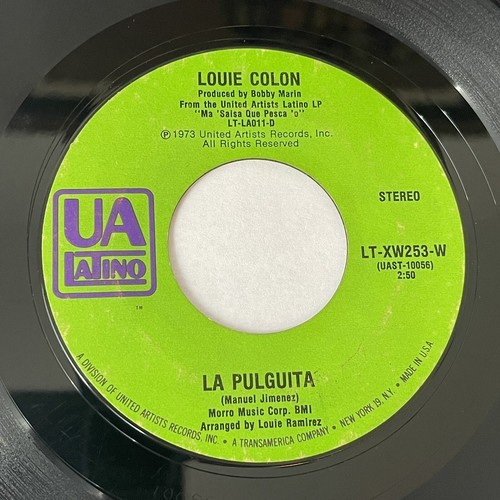 LOUIE COLON
Produced by Bobby Marin
From the United Artists Latino LP
"Ma 'Saisa Que Pesca 'o"
LT-LA011-D
Ⓟ 1973 United Artists Records, Inc.
All Rights Reserved
UA
LATINO
TM
STEREO
LT-XW253-W
(UAST-10056)
2:50
LA PULGUITA
(Manuel Jimenez)
Morro Music Corp. BMI
Arranged by Louie Ramirez
A DIVISION OF UNITED ARTISTS RECORDS, INC. • A TRANSAMERICA COMPANY • NEW YORK 19, N.Y. • MADE IN U.S.A.